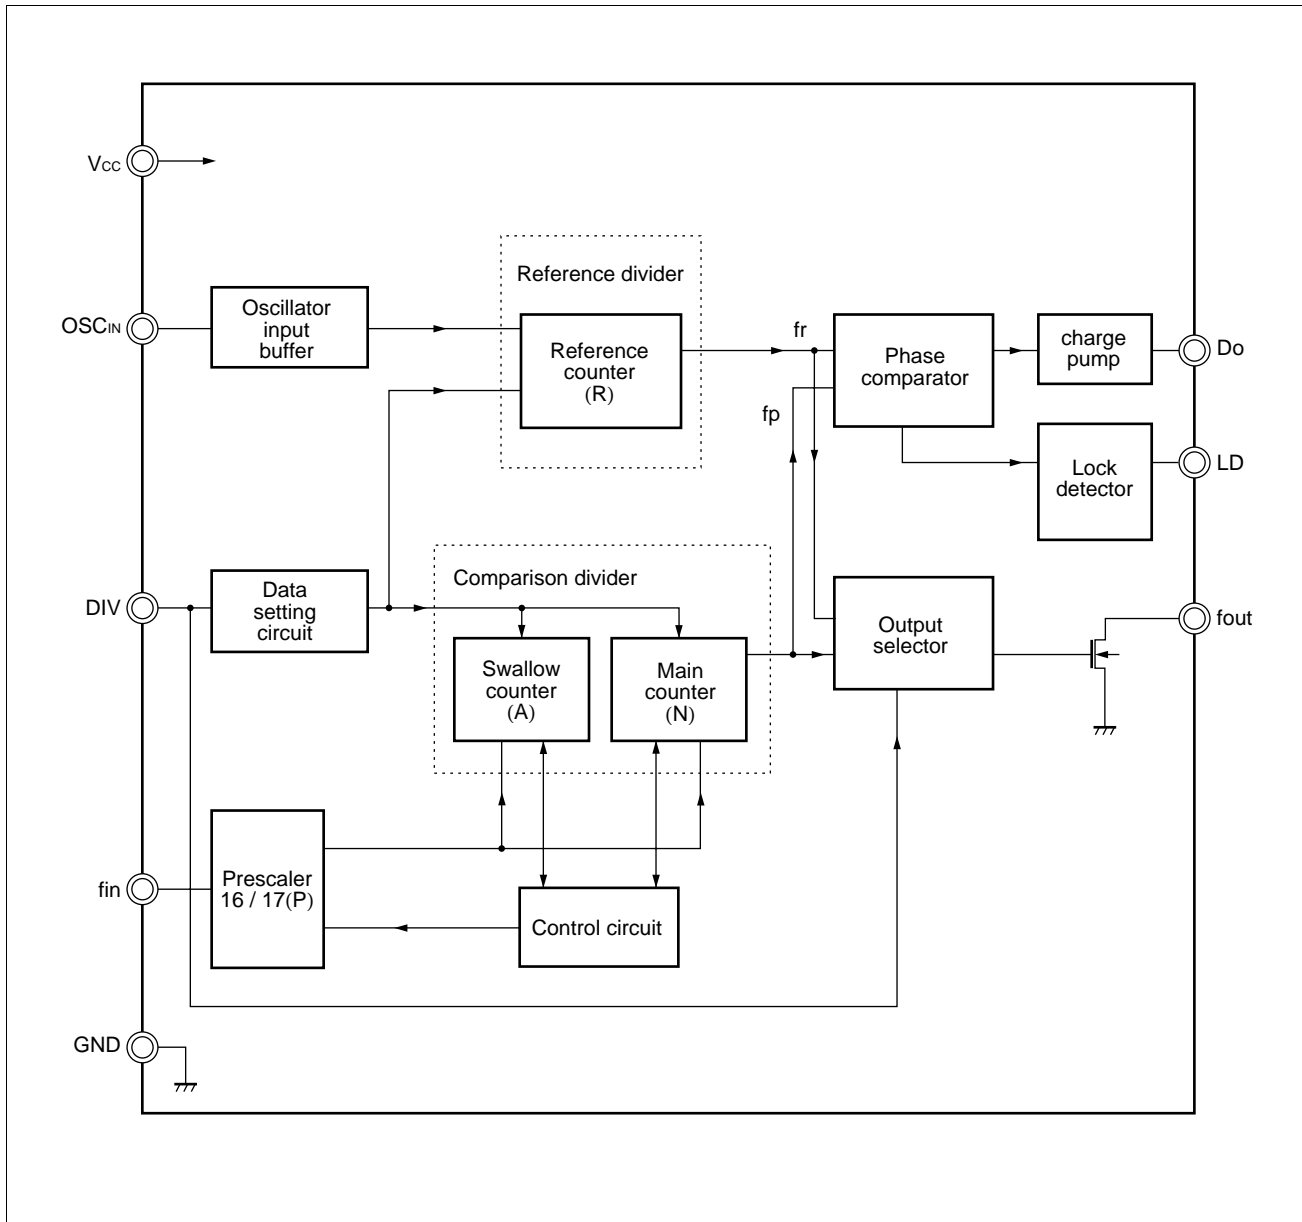 VCC
Reference divider
OSCIN
Oscillator
input
buffer
Reference
counter
(R)
fr
Phase
comparator
charge
pump
Do
fp
Lock
detector
LD
Comparison divider
DIV
Data
setting
circuit
Swallow
counter
(A)
Main
counter
(N)
Output
selector
fout
fin
Prescaler
16 / 17(P)
Control circuit
GND